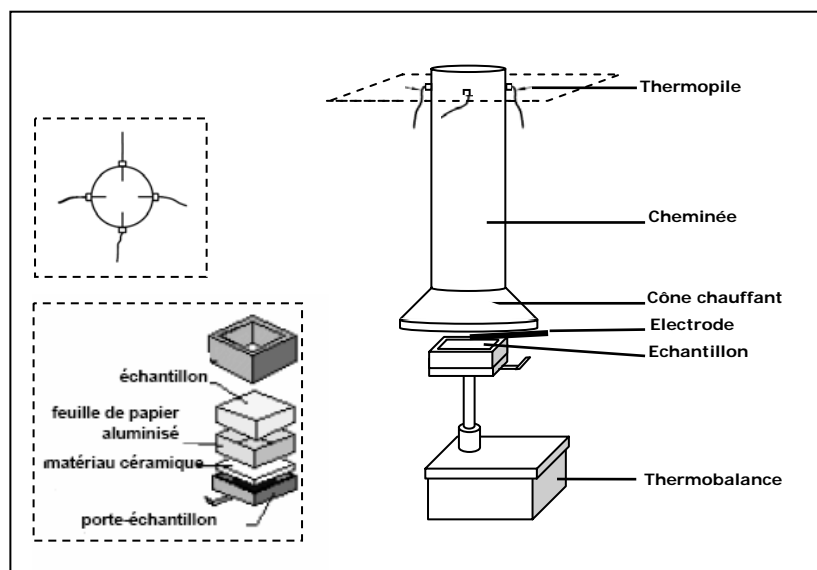 Thermopile
Cheminée
Cône chauffant
Electrode
Echantillon
Thermobalance
échantillon
feuille de papier
aluminisé
matériau céramique
porte-échantillon